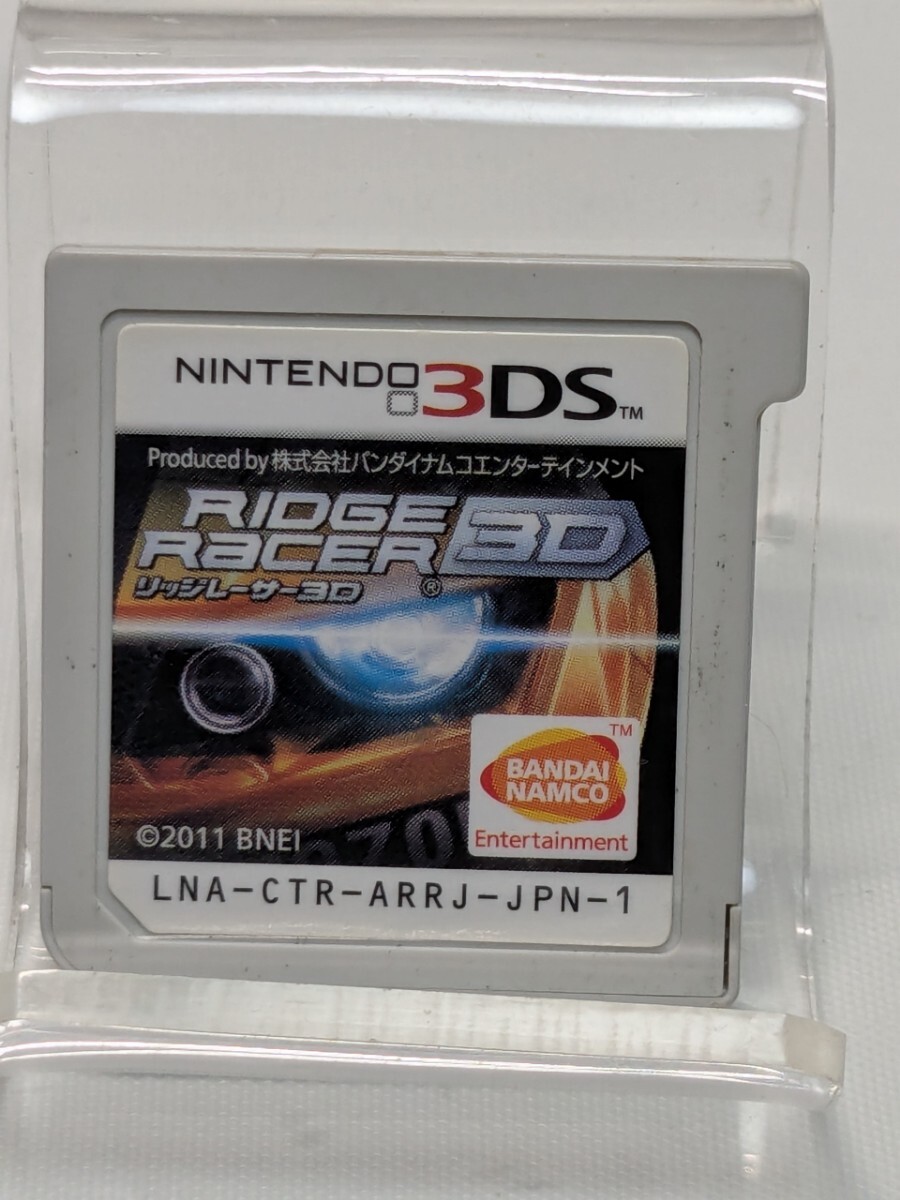 NINTENDO 3DS™
Produced by 株式会社バンダイナムコエンターテインメント
RIDGE RACER 3D
リッジレーサー3D ®
TM
BANDAI
NAMCO
Entertainment
©2011 BNEI
LNA-CTR-ARRJ-JPN-1